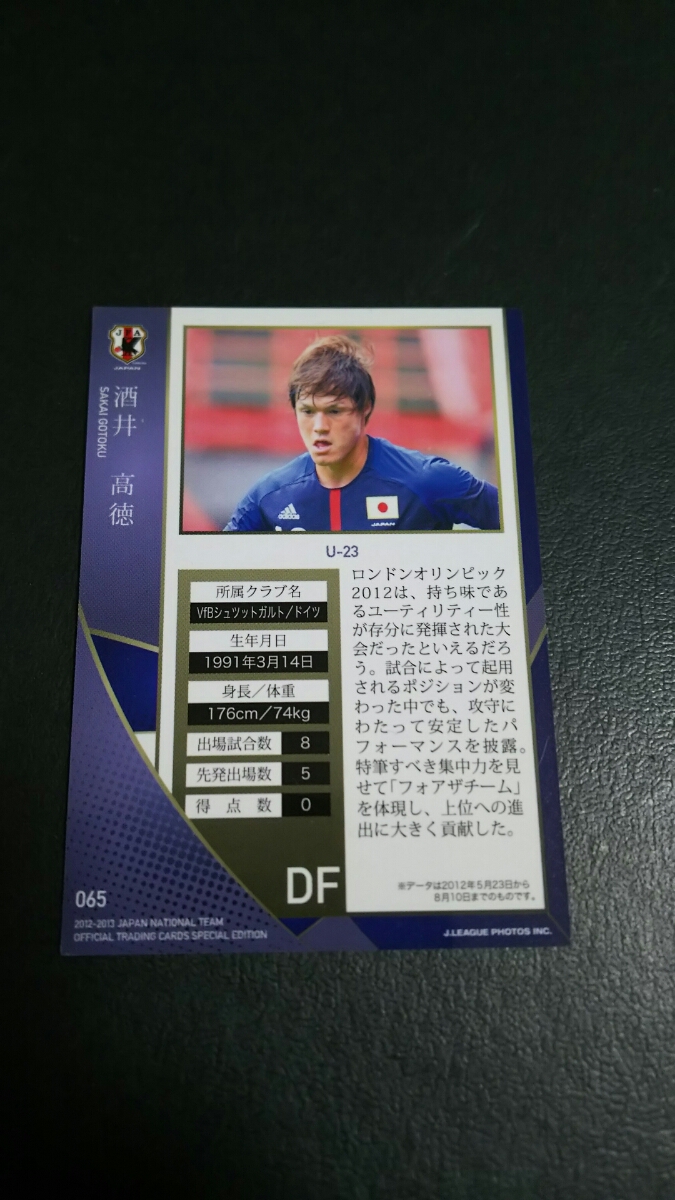 JFA
JAPAN
酒井 高徳
SAKAI GOTOKU
adidas
JAPAN
U-23
所属クラブ名
VfBシュツットガルト/ドイツ
生年月日
1991年3月14日
身長／体重
176cm／74kg
出場試合数 8
先発出場数 5
得点数 0
DF
ロンドンオリンピック
2012は、持ち味であ
るユーティリティー性
が存分に発揮された大
会だったといえるだろ
う。試合によって起用
されるポジションが変
わった中でも、攻守に
わたって安定したパ
フォーマンスを披露。
特筆すべき集中力を見
せて「フォアザチーム」
を体現し、上位への進
出に大きく貢献した。
※データは2012年5月23日から
8月10日までのものです。
065
2012-2013 JAPAN NATIONAL TEAM
OFFICIAL TRADING CARDS SPECIAL EDITION
J.LEAGUE PHOTOS INC.